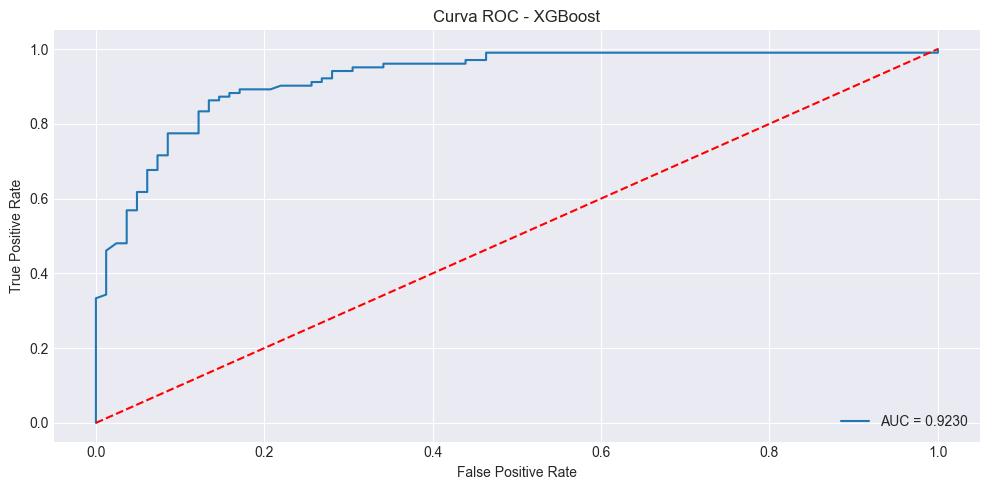 Curva ROC - XGBoost
True Positive Rate
1.0
0.8
0.6
0.4
0.2
0.0
AUC = 0.9230
0.0 0.2 0.4 0.6 0.8 1.0
False Positive Rate